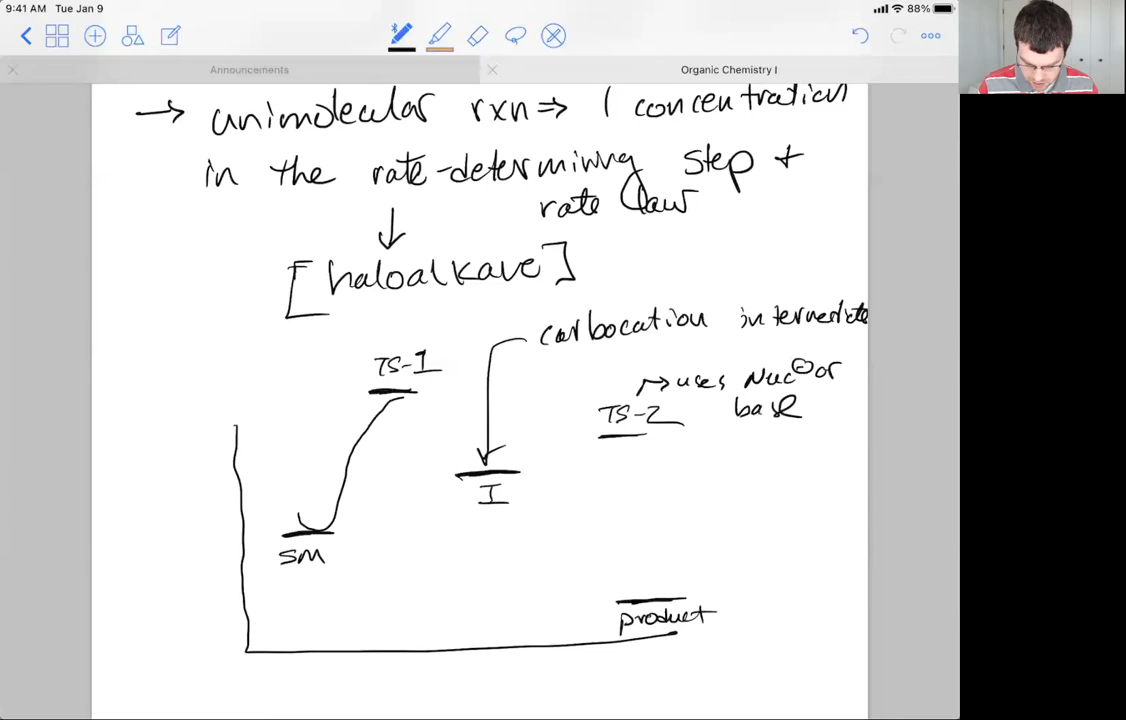 9:41 AM Tue Jan 9
88%
Announcements
Organic Chemistry I
→ unimolecular rxn ⇒ 1 concentration
in the rate-determining step +
rate law
↓
[haloalkane]
carbocation intermediate
TS-1
→ uses Nuc⊖ or
TS-2 base
I
SM
product